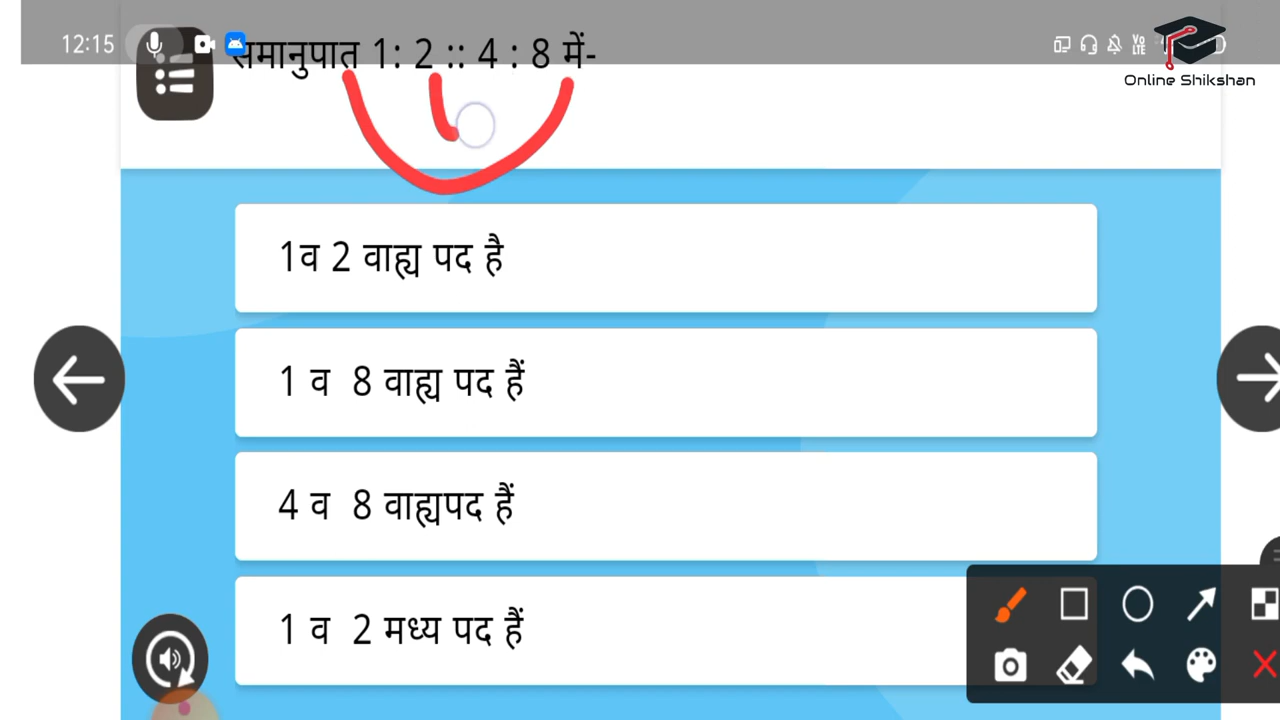 12:15
समानुपात 1: 2 :: 4 : 8 में-
Online Shikshan
1व 2 वाह्य पद है
1 व 8 वाह्य पद हैं
4 व 8 वाह्यपद हैं
1 व 2 मध्य पद हैं